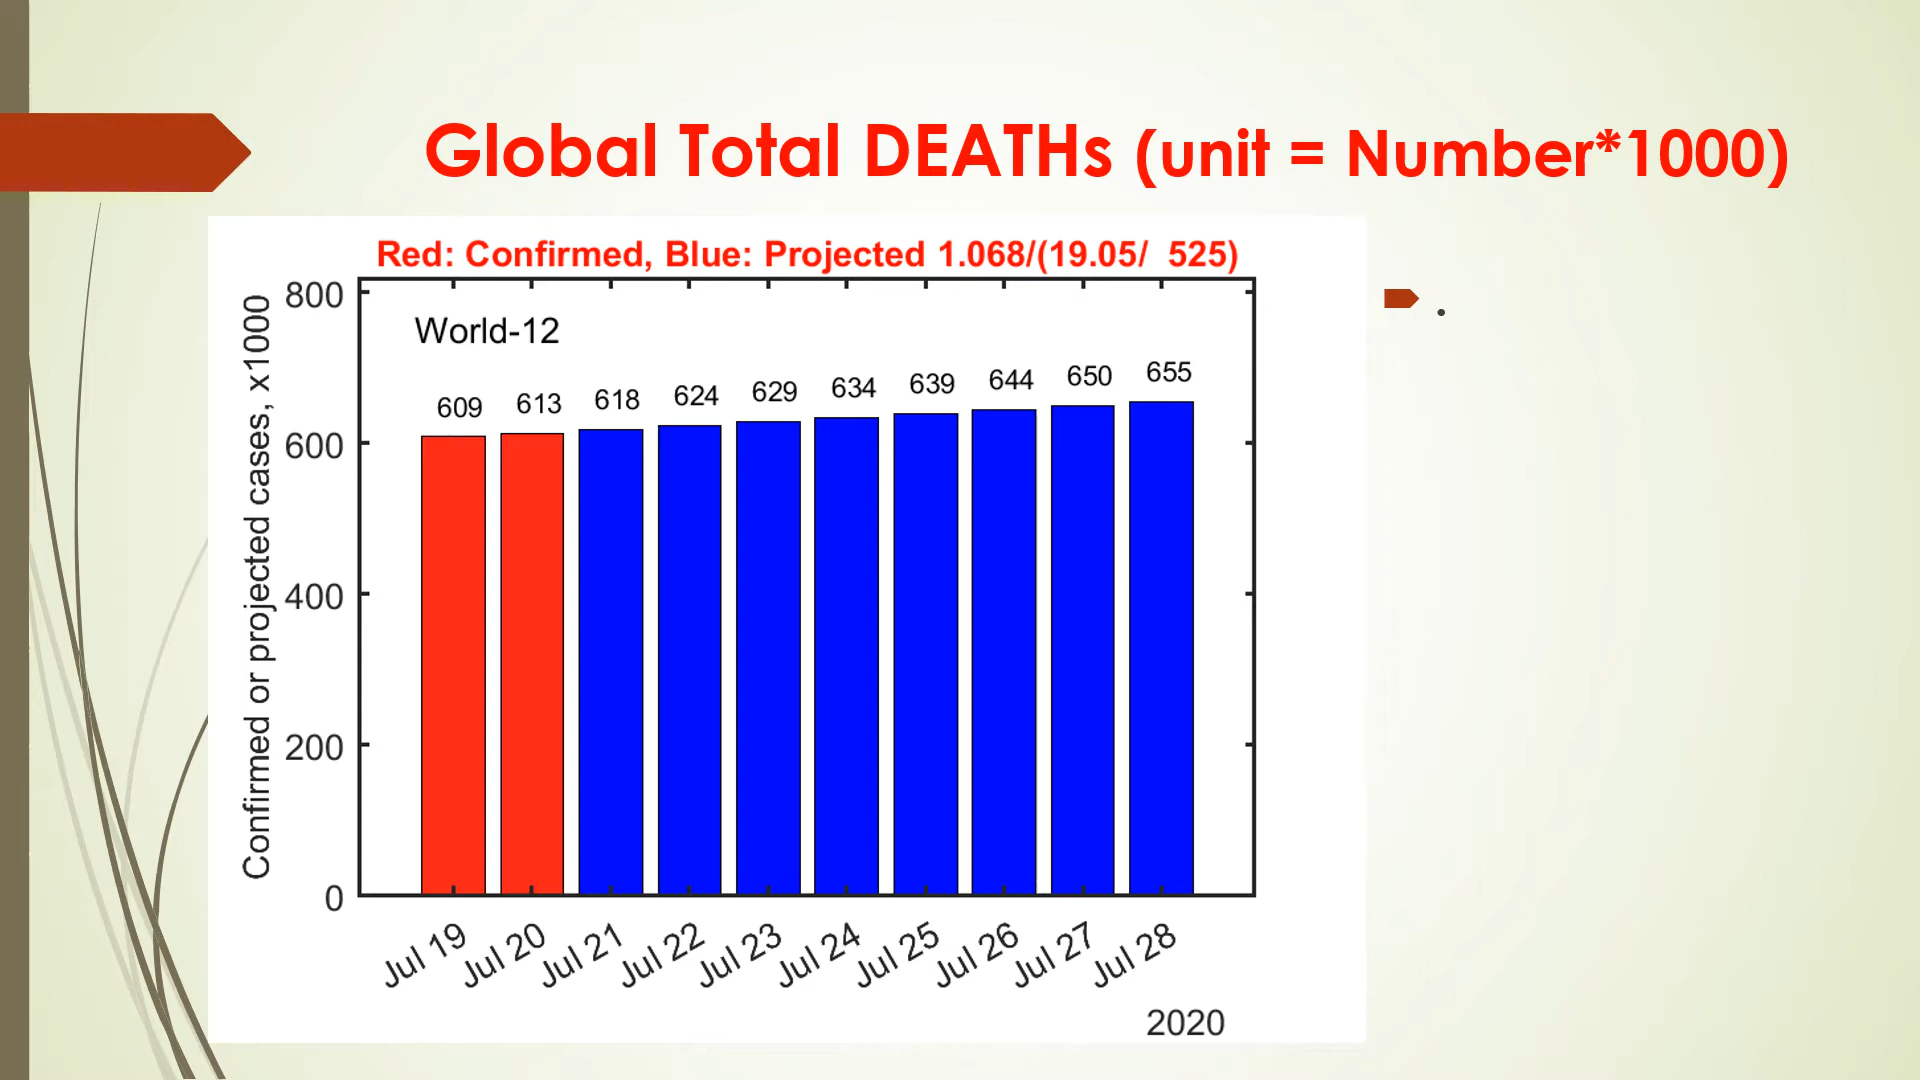 Global Total DEATHs (unit = Number*1000)
Red: Confirmed, Blue: Projected 1.068/(19.05/  525)
Confirmed or projected cases, x1000
800
600
400
200
0
World-12
609 613 618 624 629 634 639 644 650 655
Jul 19 Jul 20 Jul 21 Jul 22 Jul 23 Jul 24 Jul 25 Jul 26 Jul 27 Jul 28
2020
.